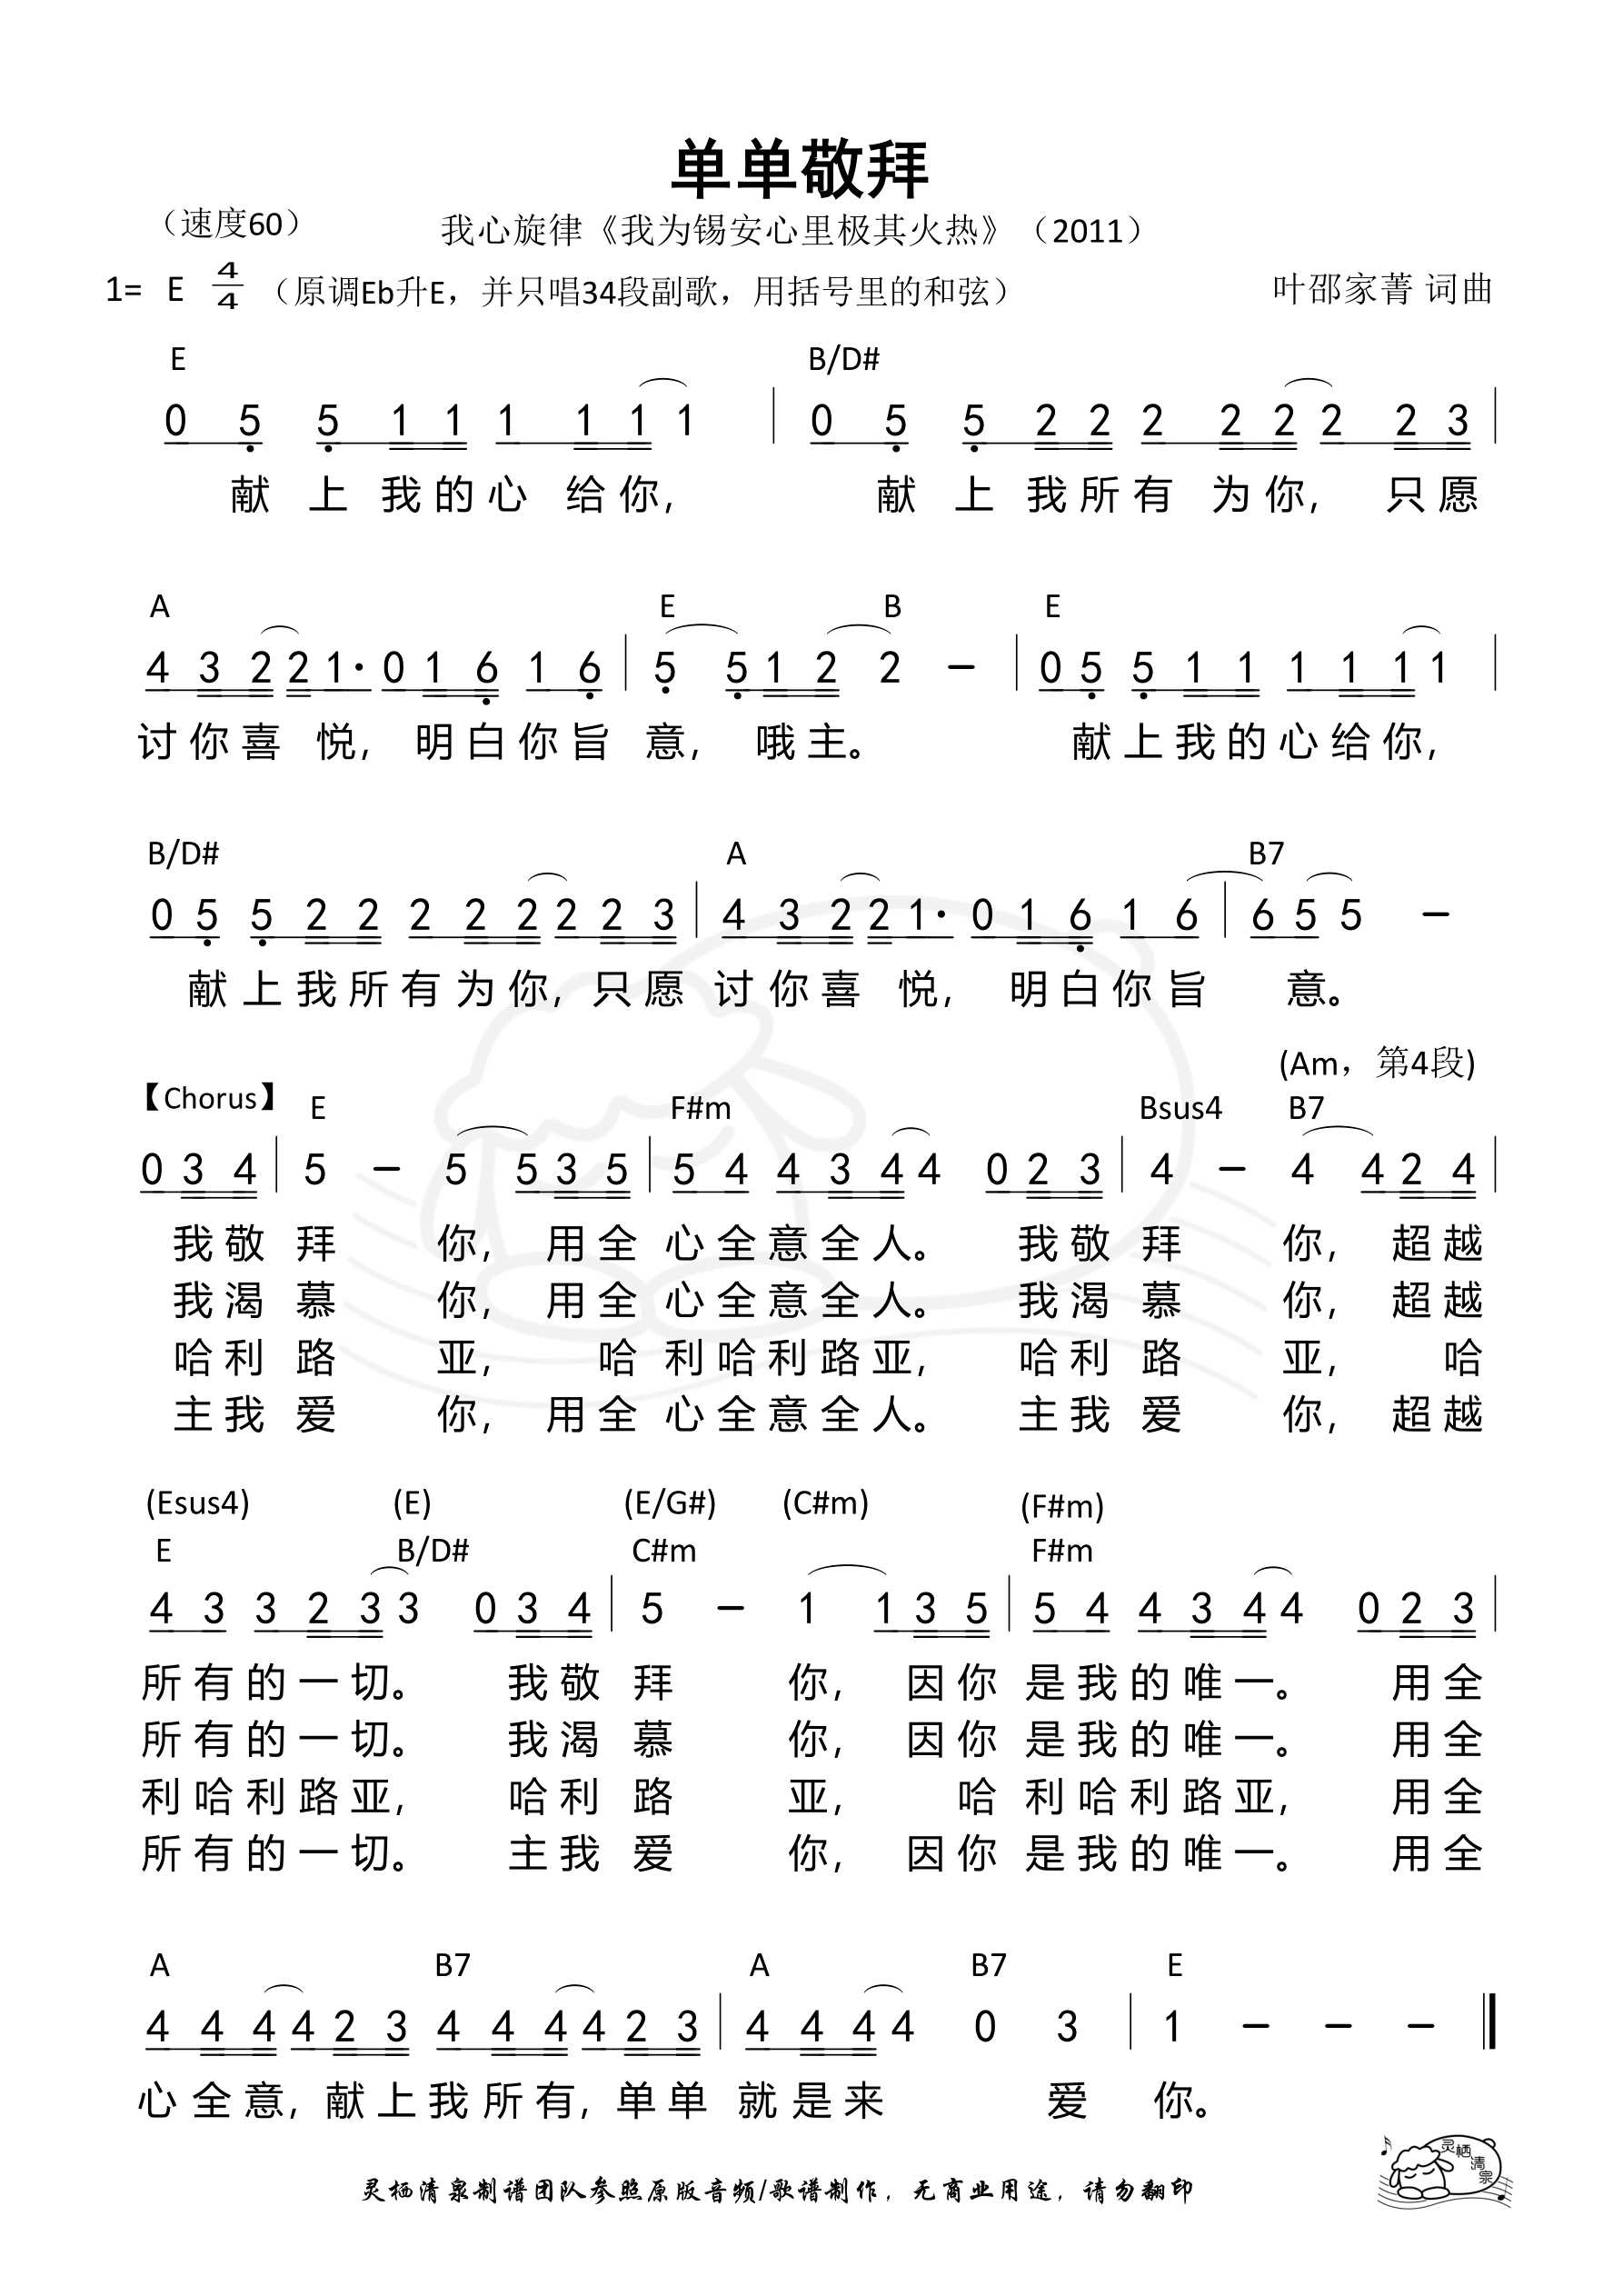 单单敬拜
（速度60） 我心旋律《我为锡安心里极其火热》（2011）
1= E 4/4 （原调Eb升E，并只唱34段副歌，用括号里的和弦） 叶邵家菁 词曲
E B/D#
0 5 5 1 1 1 1 1 1 | 0 5 5 2 2 2 2 2 2 2 3 |
献上我的心给你, 献上我所有为你, 只愿
A E B E
4 3 2 2 1· 0 1 6 1 6 | 5 5 1 2 2 – | 0 5 5 1 1 1 1 1 1 |
讨你喜悦, 明白你旨意, 哦主。 献上我的心给你,
B/D# A B7
0 5 5 2 2 2 2 2 2 2 3 | 4 3 2 2 1· 0 1 6 1 6 | 6 5 5 –
献上我所有为你, 只愿讨你喜悦, 明白你旨意。
(Am，第4段)
【Chorus】 E F#m Bsus4 B7
0 3 4 | 5 – 5 5 3 5 | 5 4 4 3 4 4 0 2 3 | 4 – 4 4 2 4 |
我敬拜你, 用全心全意全人。 我敬拜你, 超越
我渴慕你, 用全心全意全人。 我渴慕你, 超越
哈利路亚, 哈利哈利路亚, 哈利路亚, 哈
主我爱你, 用全心全意全人。 主我爱你, 超越
(Esus4) (E) (E/G#) (C#m) (F#m)
E B/D# C#m F#m
4 3 3 2 3 3 0 3 4 | 5 – 1 1 3 5 | 5 4 4 3 4 4 0 2 3 |
所有的一切。 我敬拜你, 因你是我的唯一。 用全
所有的一切。 我渴慕你, 因你是我的唯一。 用全
利哈利路亚, 哈利路亚, 哈利哈利路亚, 用全
所有的一切。 主我爱你, 因你是我的唯一。 用全
A B7 A B7 E
4 4 4 4 2 3 4 4 4 4 2 3 | 4 4 4 4 0 3 | 1 – – –
心全意, 献上我所有, 单单就是来爱你。
灵栖清泉
灵栖清泉制谱团队参照原版音频/歌谱制作，无商业用途，请勿翻印